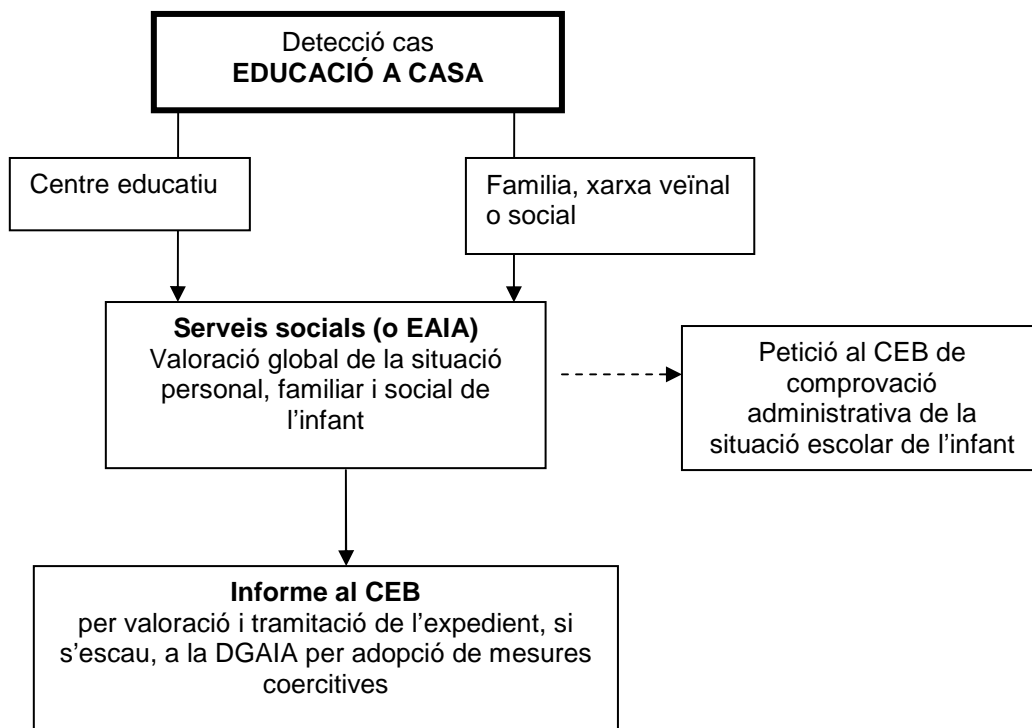 Detecció cas
EDUCACIÓ A CASA
Centre educatiu
Familia, xarxa veïnal
o social
Serveis socials (o EAIA)
Valoració global de la situació
personal, familiar i social de
l’infant
Petició al CEB de
comprovació
administrativa de la
situació escolar de l’infant
Informe al CEB
per valoració i tramitació de l’expedient, si
s’escau, a la DGAIA per adopció de mesures
coercitives